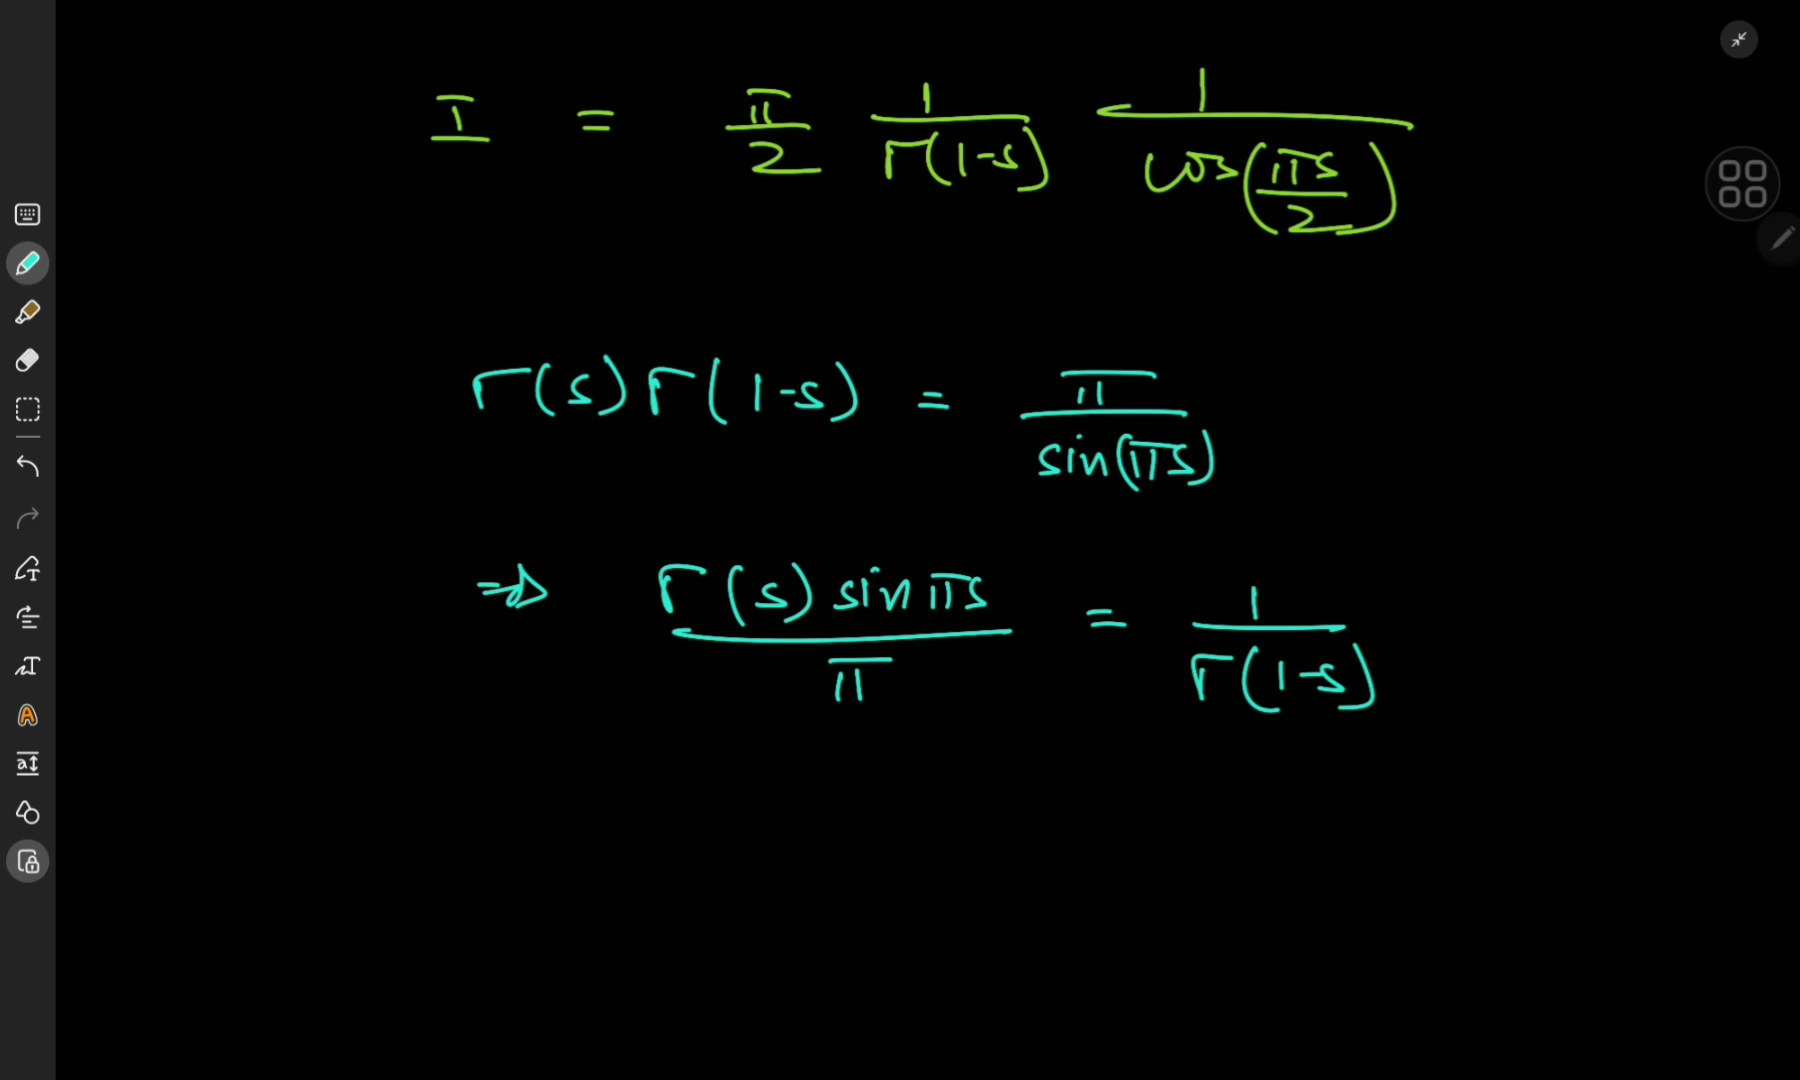 I = π/2 1/Γ(1-s) 1/cos(πs/2)
Γ(s)Γ(1-s) = π/sin(πs)
⇒ Γ(s) sin πs/π = 1/Γ(1-s)